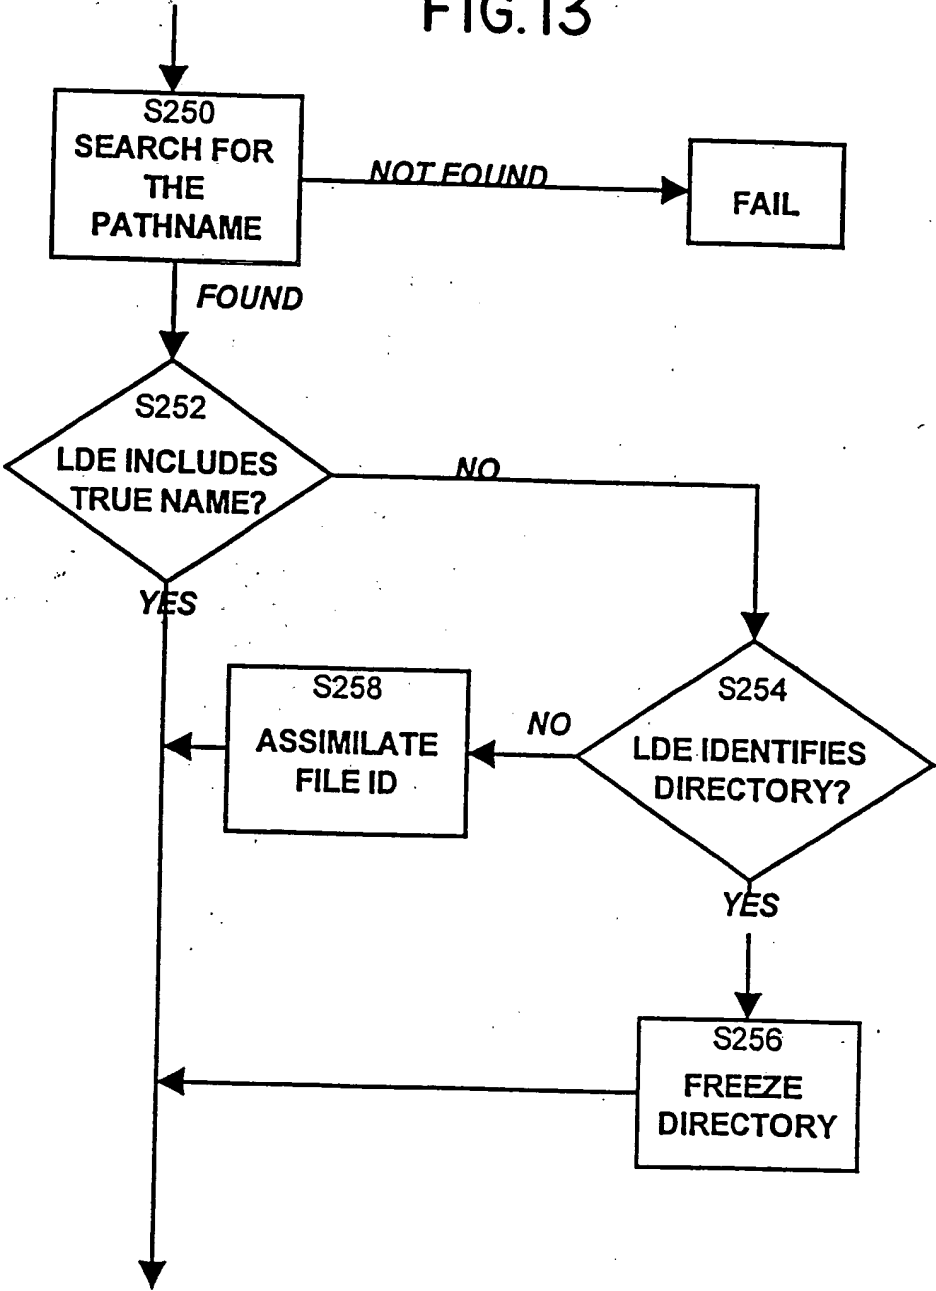 FIG.13
S250
SEARCH FOR
THE
PATHNAME
NOT FOUND
FAIL
FOUND
S252
LDE INCLUDES
TRUE NAME?
NO
YES
S254
LDE IDENTIFIES
DIRECTORY?
NO
S258
ASSIMILATE
FILE ID
YES
S256
FREEZE
DIRECTORY